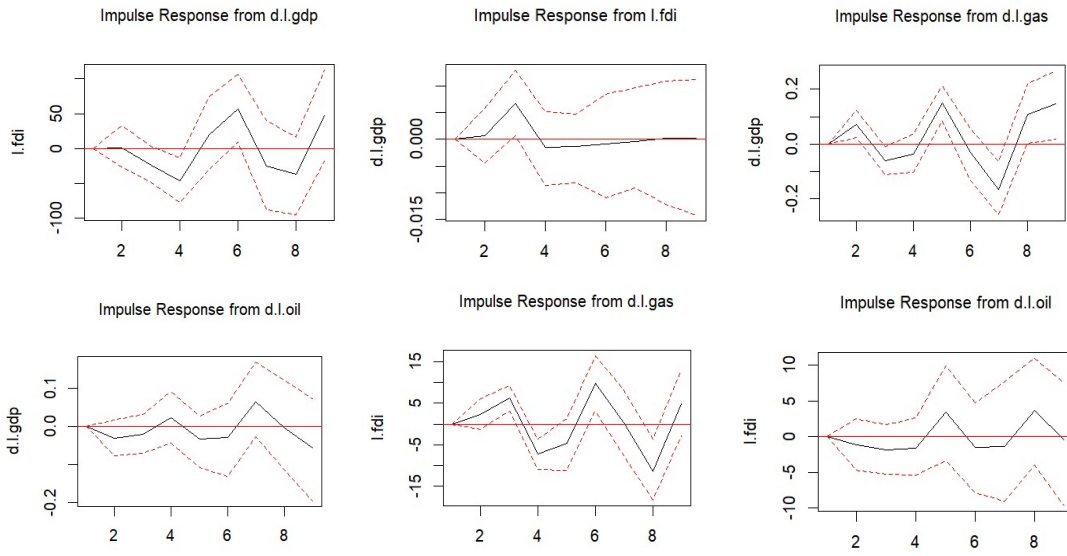 Impulse Response from d.l.gdp
l.fdi
50
0
-100
2 4 6 8
Impulse Response from l.fdi
d.l.gdp
0.000
-0.015
2 4 6 8
Impulse Response from d.l.gas
d.l.gdp
0.2
0.0
-0.2
2 4 6 8
Impulse Response from d.l.oil
d.l.gdp
0.1
0.0
-0.2
2 4 6 8
Impulse Response from d.l.gas
l.fdi
15
5
-5
-15
2 4 6 8
Impulse Response from d.l.oil
l.fdi
10
5
0
-5
-10
2 4 6 8